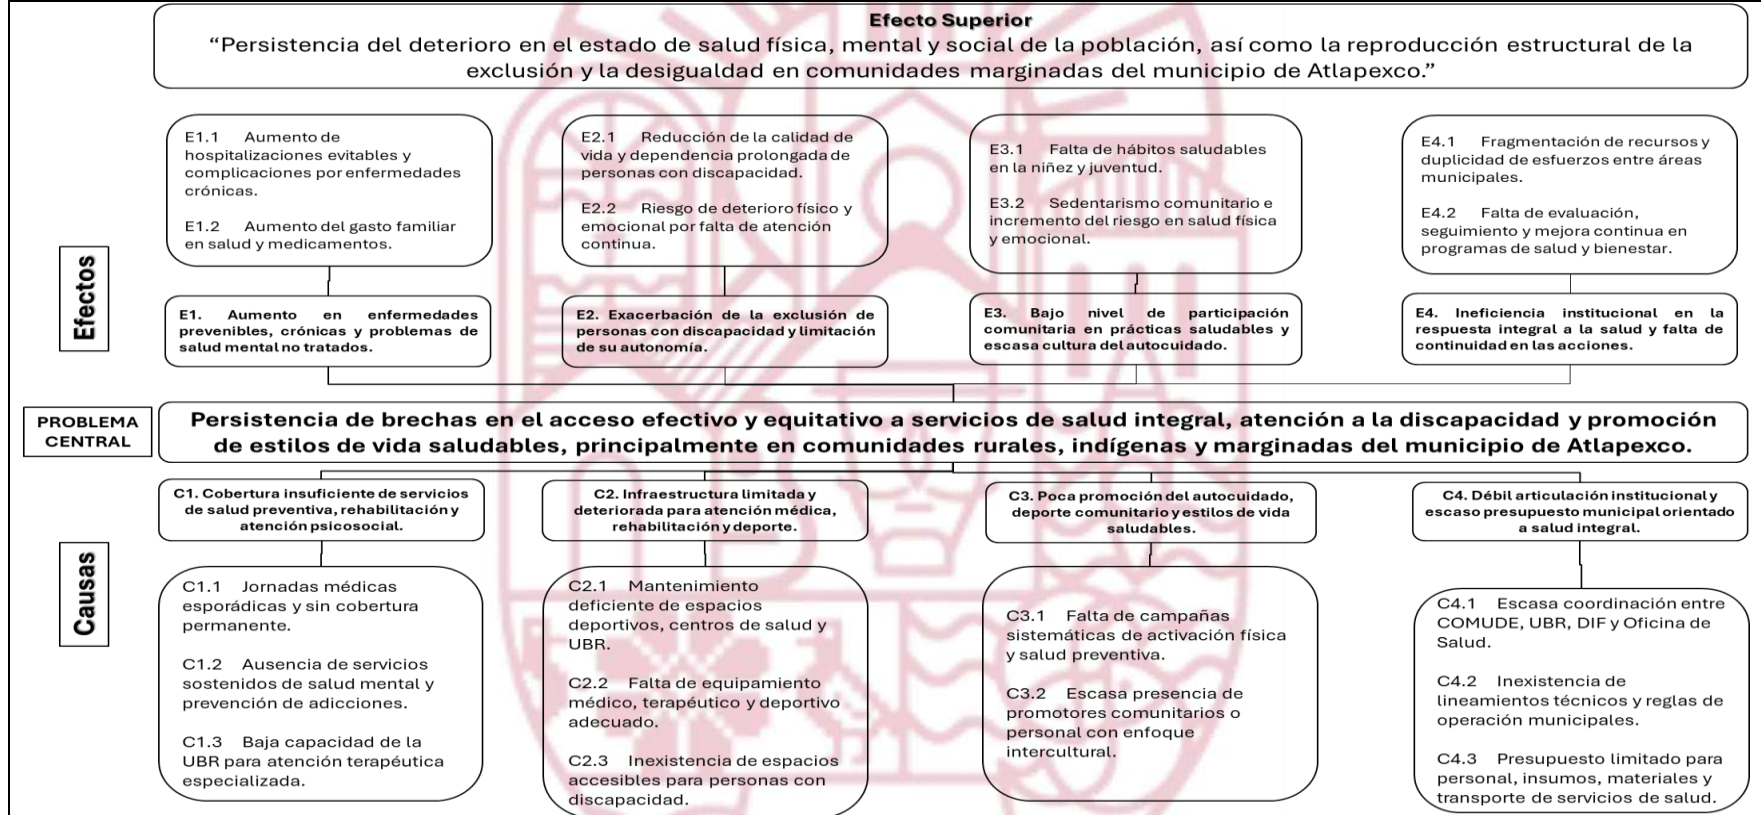 Efecto Superior
“Persistencia del deterioro en el estado de salud física, mental y social de la población, así como la reproducción estructural de la
exclusión y la desigualdad en comunidades marginadas del municipio de Atlapexco.”
Efectos
E1.1 Aumento de
hospitalizaciones evitables y
complicaciones por enfermedades
crónicas.
E1.2 Aumento del gasto familiar
en salud y medicamentos.
E2.1 Reducción de la calidad de
vida y dependencia prolongada de
personas con discapacidad.
E2.2 Riesgo de deterioro físico y
emocional por falta de atención
continua.
E3.1 Falta de hábitos saludables
en la niñez y juventud.
E3.2 Sedentarismo comunitario e
incremento del riesgo en salud física
y emocional.
E4.1 Fragmentación de recursos y
duplicidad de esfuerzos entre áreas
municipales.
E4.2 Falta de evaluación,
seguimiento y mejora continua en
programas de salud y bienestar.
E1. Aumento en enfermedades
prevenibles, crónicas y problemas de
salud mental no tratados.
E2. Exacerbación de la exclusión de
personas con discapacidad y limitación
de su autonomía.
E3. Bajo nivel de participación
comunitaria en prácticas saludables y
escasa cultura del autocuidado.
E4. Ineficiencia institucional en la
respuesta integral a la salud y falta de
continuidad en las acciones.
PROBLEMA
CENTRAL
Persistencia de brechas en el acceso efectivo y equitativo a servicios de salud integral, atención a la discapacidad y promoción
de estilos de vida saludables, principalmente en comunidades rurales, indígenas y marginadas del municipio de Atlapexco.
Causas
C1. Cobertura insuficiente de servicios
de salud preventiva, rehabilitación y
atención psicosocial.
C2. Infraestructura limitada y
deteriorada para atención médica,
rehabilitación y deporte.
C3. Poca promoción del autocuidado,
deporte comunitario y estilos de vida
saludables.
C4. Débil articulación institucional y
escaso presupuesto municipal orientado
a salud integral.
C1.1 Jornadas médicas
esporádicas y sin cobertura
permanente.
C1.2 Ausencia de servicios
sostenidos de salud mental y
prevención de adicciones.
C1.3 Baja capacidad de la
UBR para atención terapéutica
especializada.
C2.1 Mantenimiento
deficiente de espacios
deportivos, centros de salud y
UBR.
C2.2 Falta de equipamiento
médico, terapéutico y deportivo
adecuado.
C2.3 Inexistencia de espacios
accesibles para personas con
discapacidad.
C3.1 Falta de campañas
sistemáticas de activación física
y salud preventiva.
C3.2 Escasa presencia de
promotores comunitarios o
personal con enfoque
intercultural.
C4.1 Escasa coordinación entre
COMUDE, UBR, DIF y Oficina de
Salud.
C4.2 Inexistencia de
lineamientos técnicos y reglas de
operación municipales.
C4.3 Presupuesto limitado para
personal, insumos, materiales y
transporte de servicios de salud.